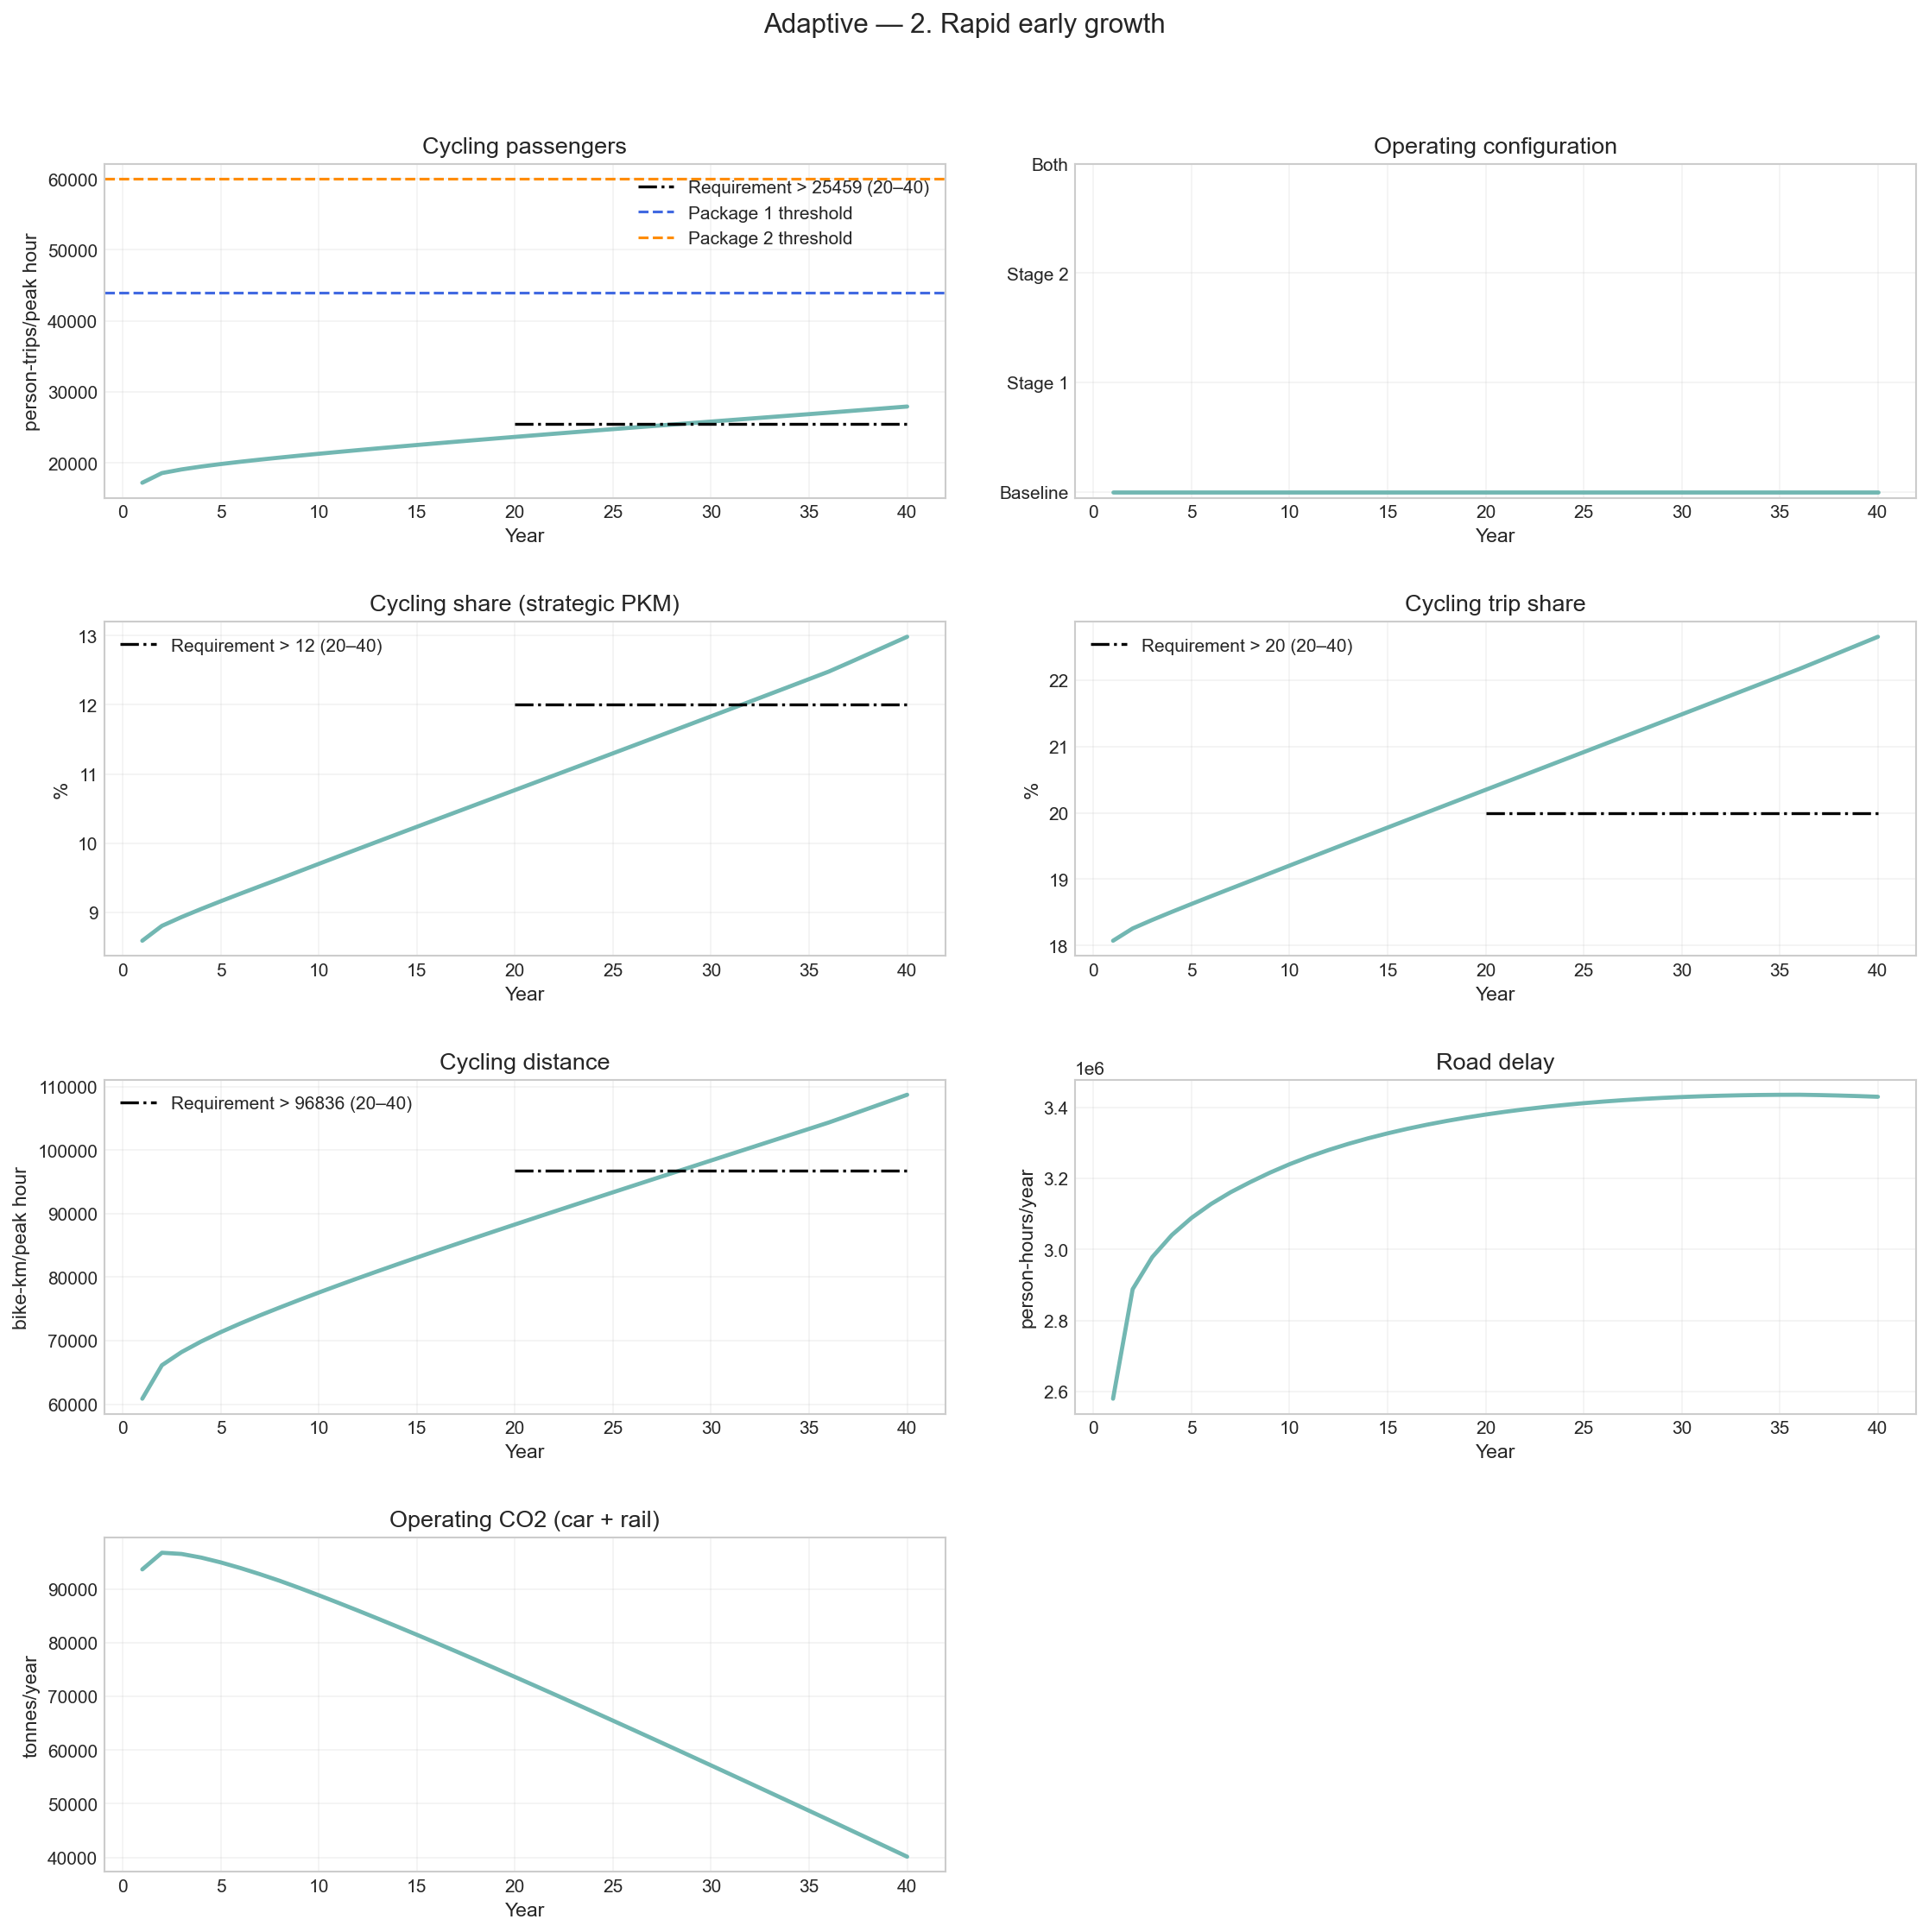 Adaptive — 2. Rapid early growth
Cycling passengers
person-trips/peak hour
60000
50000
40000
30000
20000
Requirement > 25459 (20–40)
Package 1 threshold
Package 2 threshold
0 5 10 15 20 25 30 35 40
Year
Operating configuration
Both
Stage 2
Stage 1
Baseline
0 5 10 15 20 25 30 35 40
Year
Cycling share (strategic PKM)
%
13
12
11
10
9
Requirement > 12 (20–40)
0 5 10 15 20 25 30 35 40
Year
Cycling trip share
%
22
21
20
19
18
Requirement > 20 (20–40)
0 5 10 15 20 25 30 35 40
Year
Cycling distance
bike-km/peak hour
110000
100000
90000
80000
70000
60000
Requirement > 96836 (20–40)
0 5 10 15 20 25 30 35 40
Year
Road delay
1e6
person-hours/year
3.4
3.2
3.0
2.8
2.6
0 5 10 15 20 25 30 35 40
Year
Operating CO2 (car + rail)
tonnes/year
90000
80000
70000
60000
50000
40000
0 5 10 15 20 25 30 35 40
Year